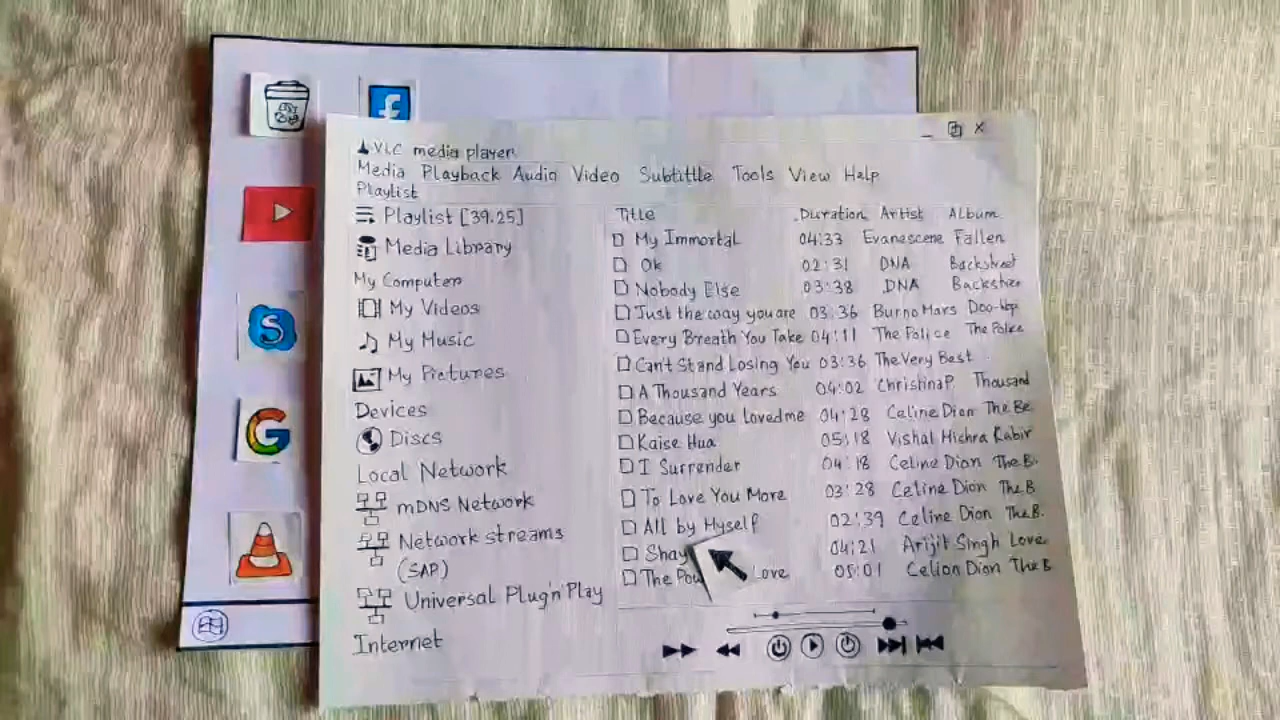 VLC media player
Media Playback Audio Video Subtittle Tools View Help
Playlist
Playlist [39.25]
Media Library
My Computer
My Videos
My Music
My Pictures
Devices
Discs
Local Network
mDNS Network
Network streams
(SAP)
Universal Plug'n'Play
Internet
Title Duration Artist Album
My Immortal 04:33 Evanescene Fallen
Ok 02:31 DNA Backstreet
Nobody Else 03:38 DNA Backstree
Just the way you are 03:36 Burno Mars Doo-Wop
Every Breath You Take 04:11 The Police The Police
Can't Stand Losing You 03:36 The Very Best
A Thousand Years 04:02 Christina P. Thousand
Because you Loved me 04:28 Celine Dion The Be
Kaise Hua 05:18 Vishal Mishra Kabir
I Surrender 04:18 Celine Dion The B.
To Love You More 03:28 Celine Dion The B
All by Myself 02:39 Celine Dion The B.
Shay 04:21 Arijit Singh Love
The Pow Love 05:01 Celion Dion The B